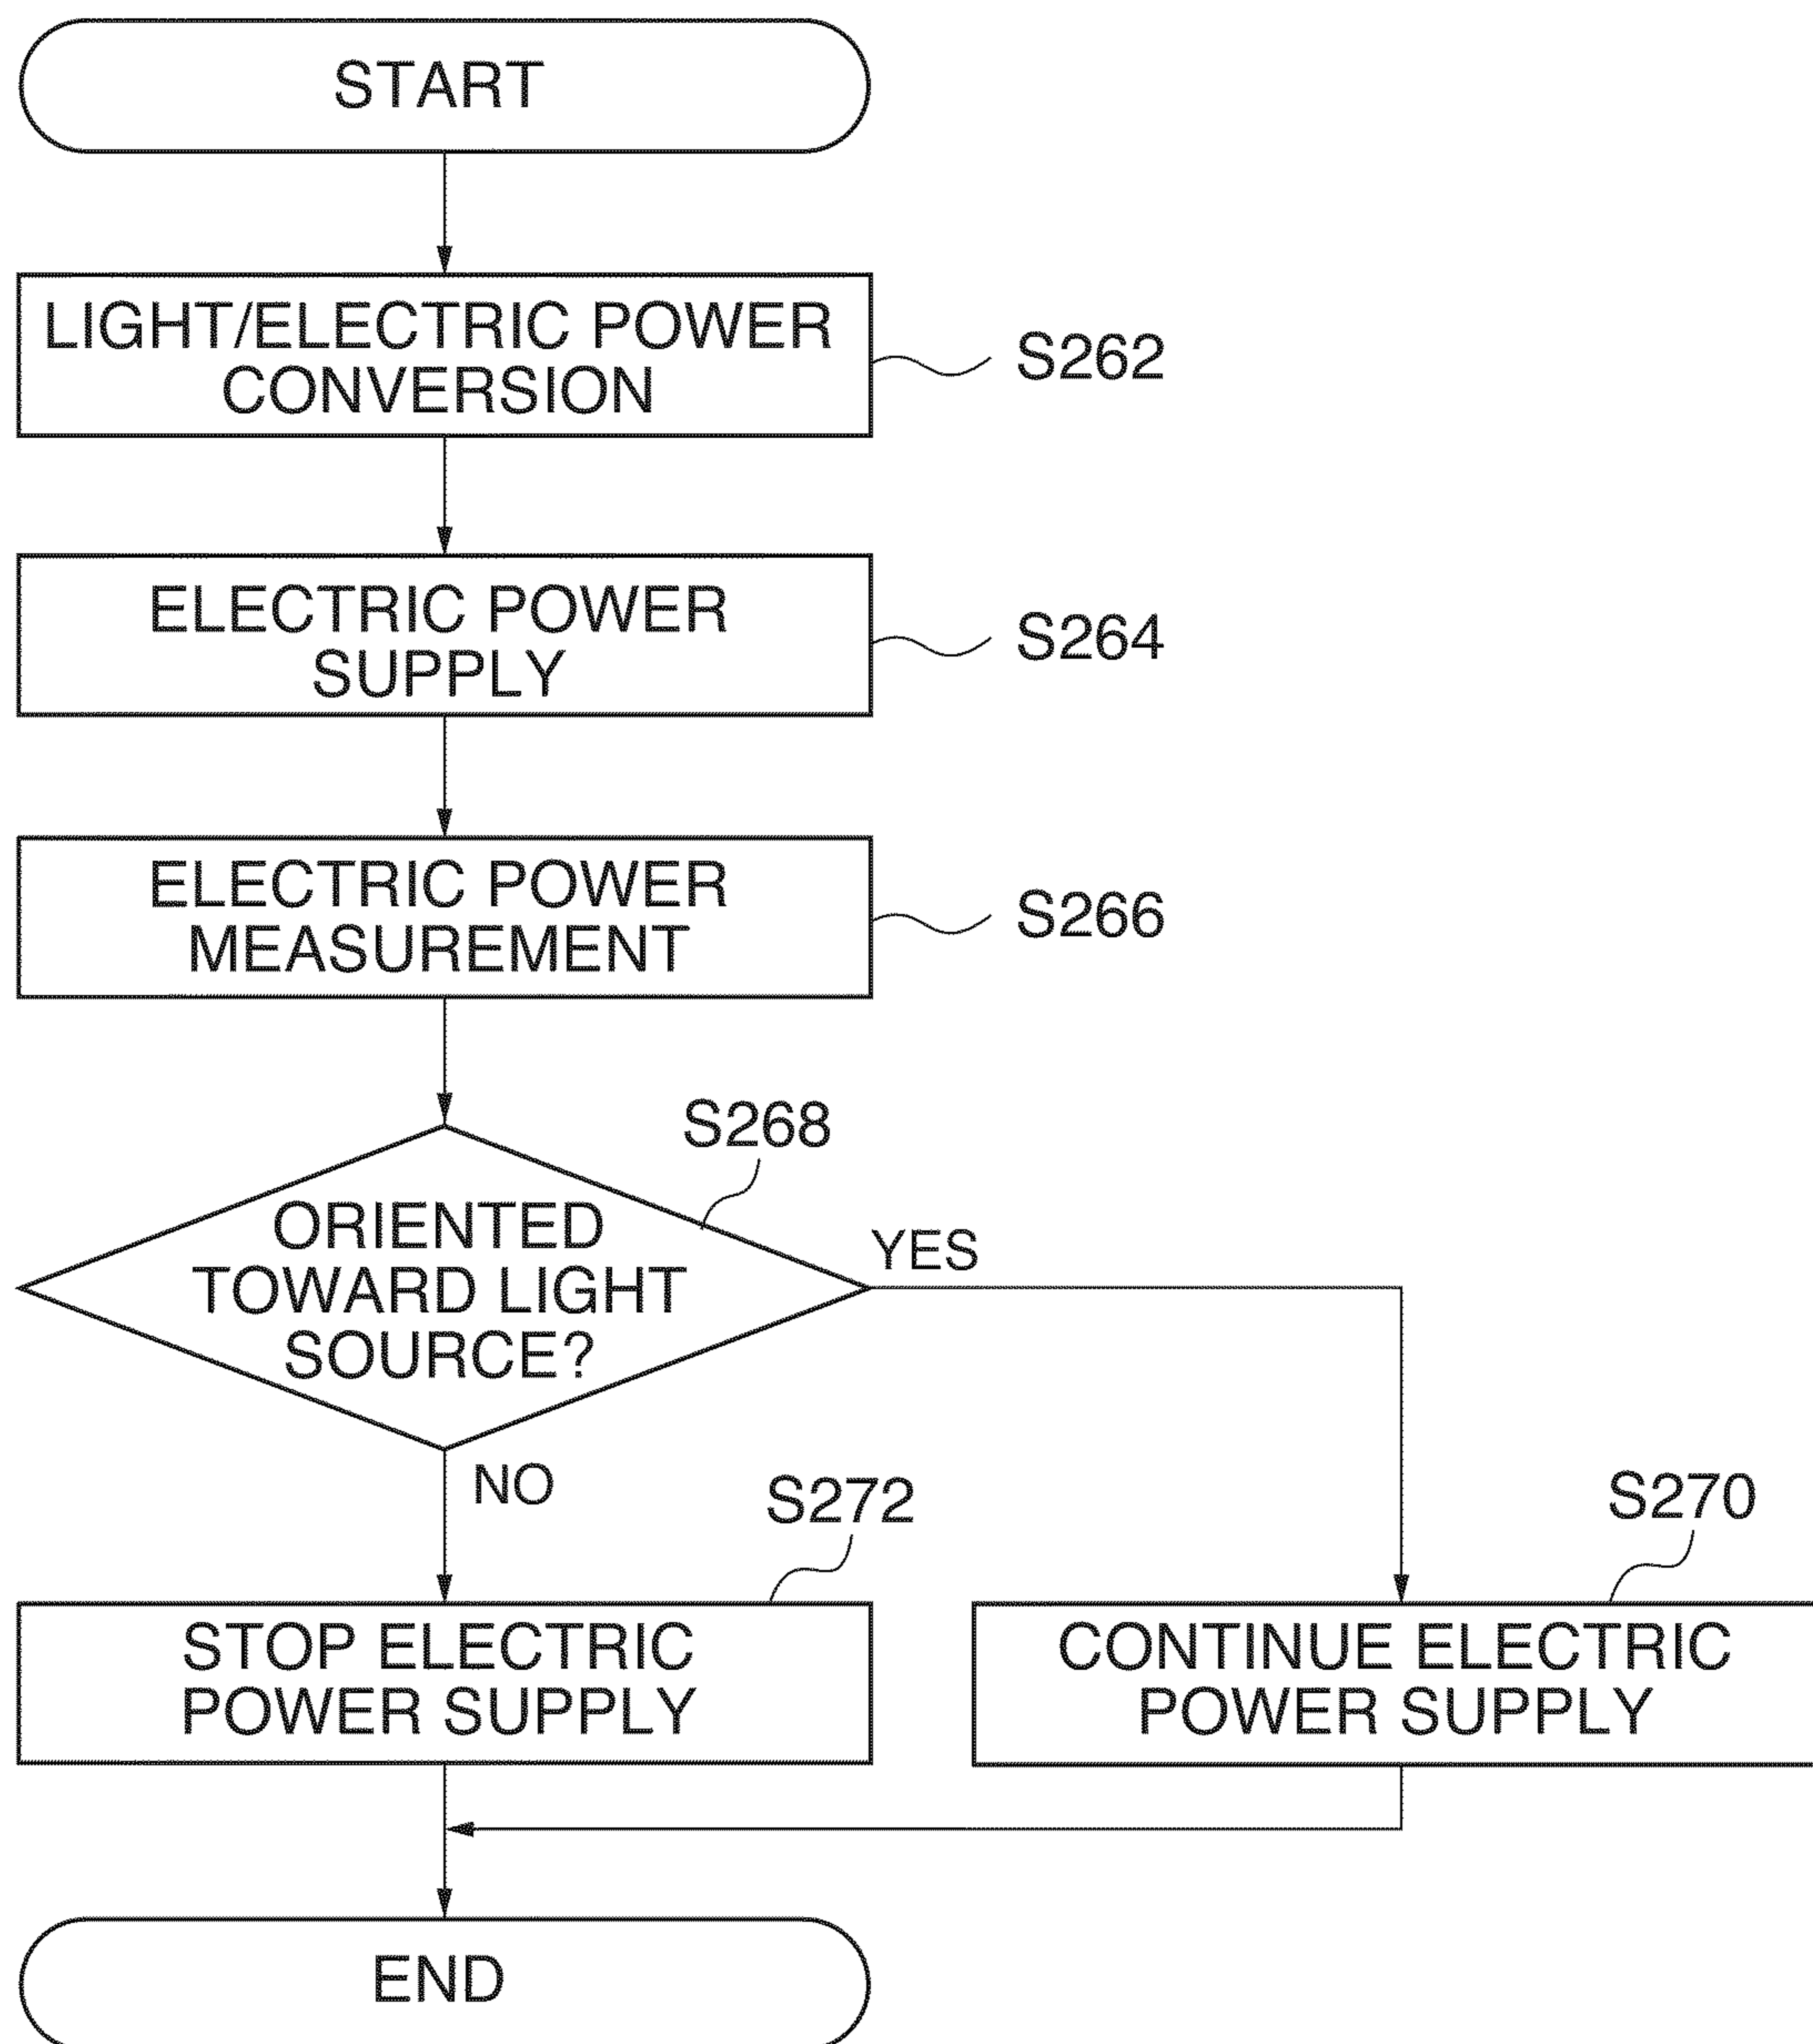 START
LIGHT/ELECTRIC POWER
CONVERSION
S262
ELECTRIC POWER
SUPPLY
S264
ELECTRIC POWER
MEASUREMENT
S266
S268
ORIENTED
TOWARD LIGHT
SOURCE?
YES
NO
S272
S270
STOP ELECTRIC
POWER SUPPLY
CONTINUE ELECTRIC
POWER SUPPLY
END